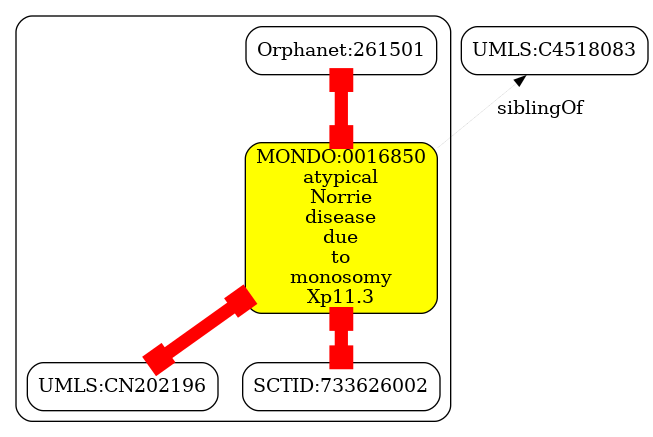 Orphanet:261501
UMLS:C4518083
siblingOf
MONDO:0016850
atypical
Norrie
disease
due
to
monosomy
Xp11.3
UMLS:CN202196
SCTID:733626002